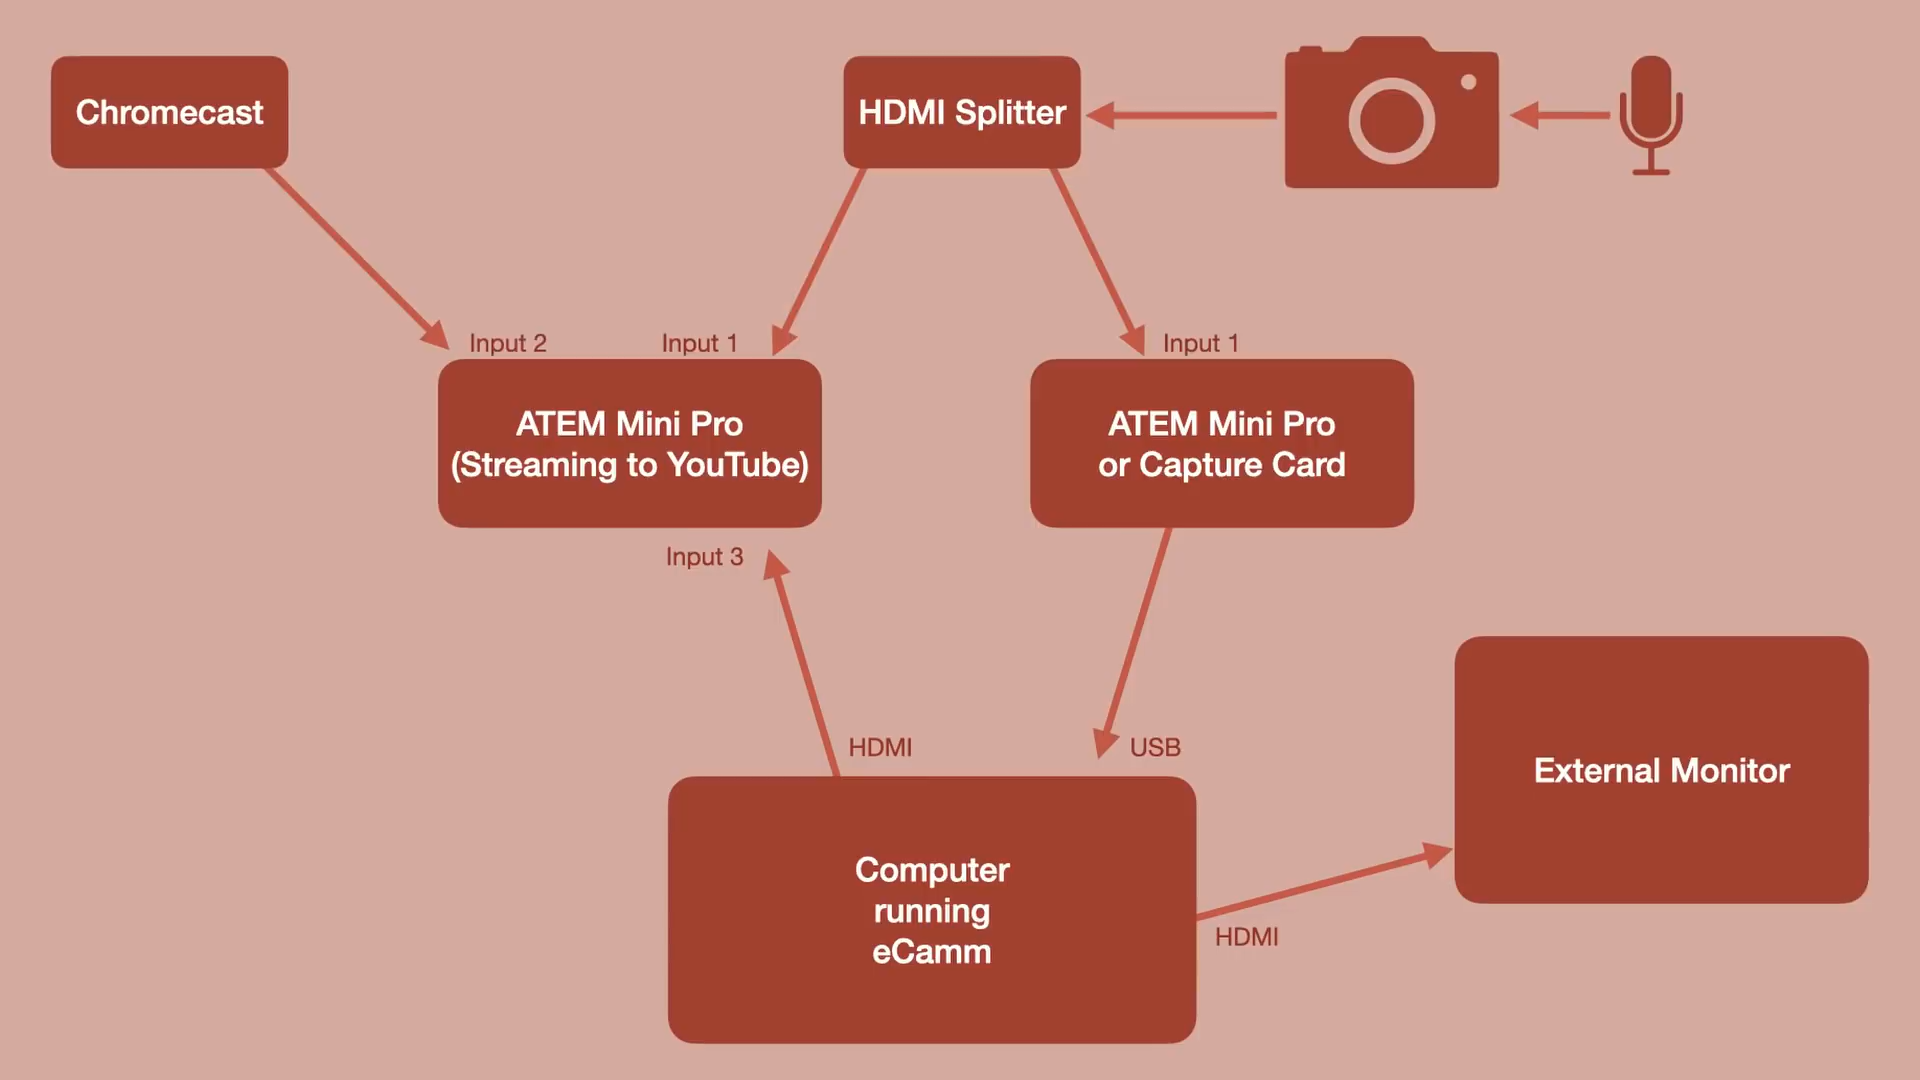 Chromecast
HDMI Splitter
Input 2
Input 1
Input 1
ATEM Mini Pro
(Streaming to YouTube)
ATEM Mini Pro
or Capture Card
Input 3
HDMI
USB
External Monitor
Computer
running
eCamm
HDMI